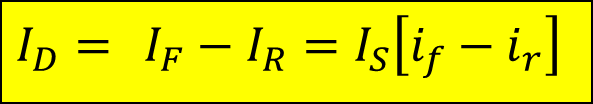 I_D = I_F − I_R = I_S[i_f − i_r]